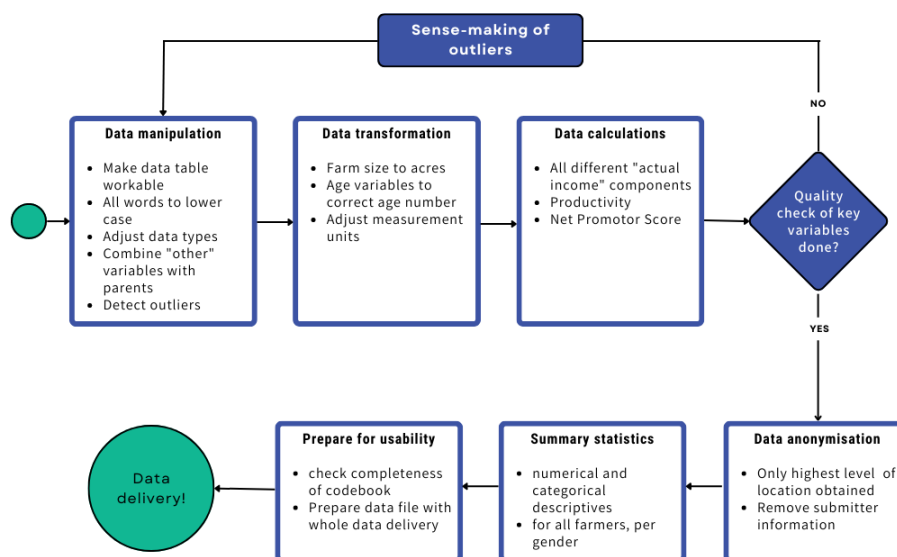 Sense-making of
outliers
NO
Data manipulation
• Make data table
workable
• All words to lower
case
• Adjust data types
• Combine "other"
variables with
parents
• Detect outliers
Data transformation
• Farm size to acres
• Age variables to
correct age number
• Adjust measurement
units
Data calculations
• All different "actual
income" components
• Productivity
• Net Promotor Score
Quality
check of key
variables
done?
YES
Data anonymisation
• Only highest level of
location obtained
• Remove submitter
information
Summary statistics
• numerical and
categorical
descriptives
• for all farmers, per
gender
Prepare for usability
• check completeness
of codebook
• Prepare data file with
whole data delivery
Data
delivery!